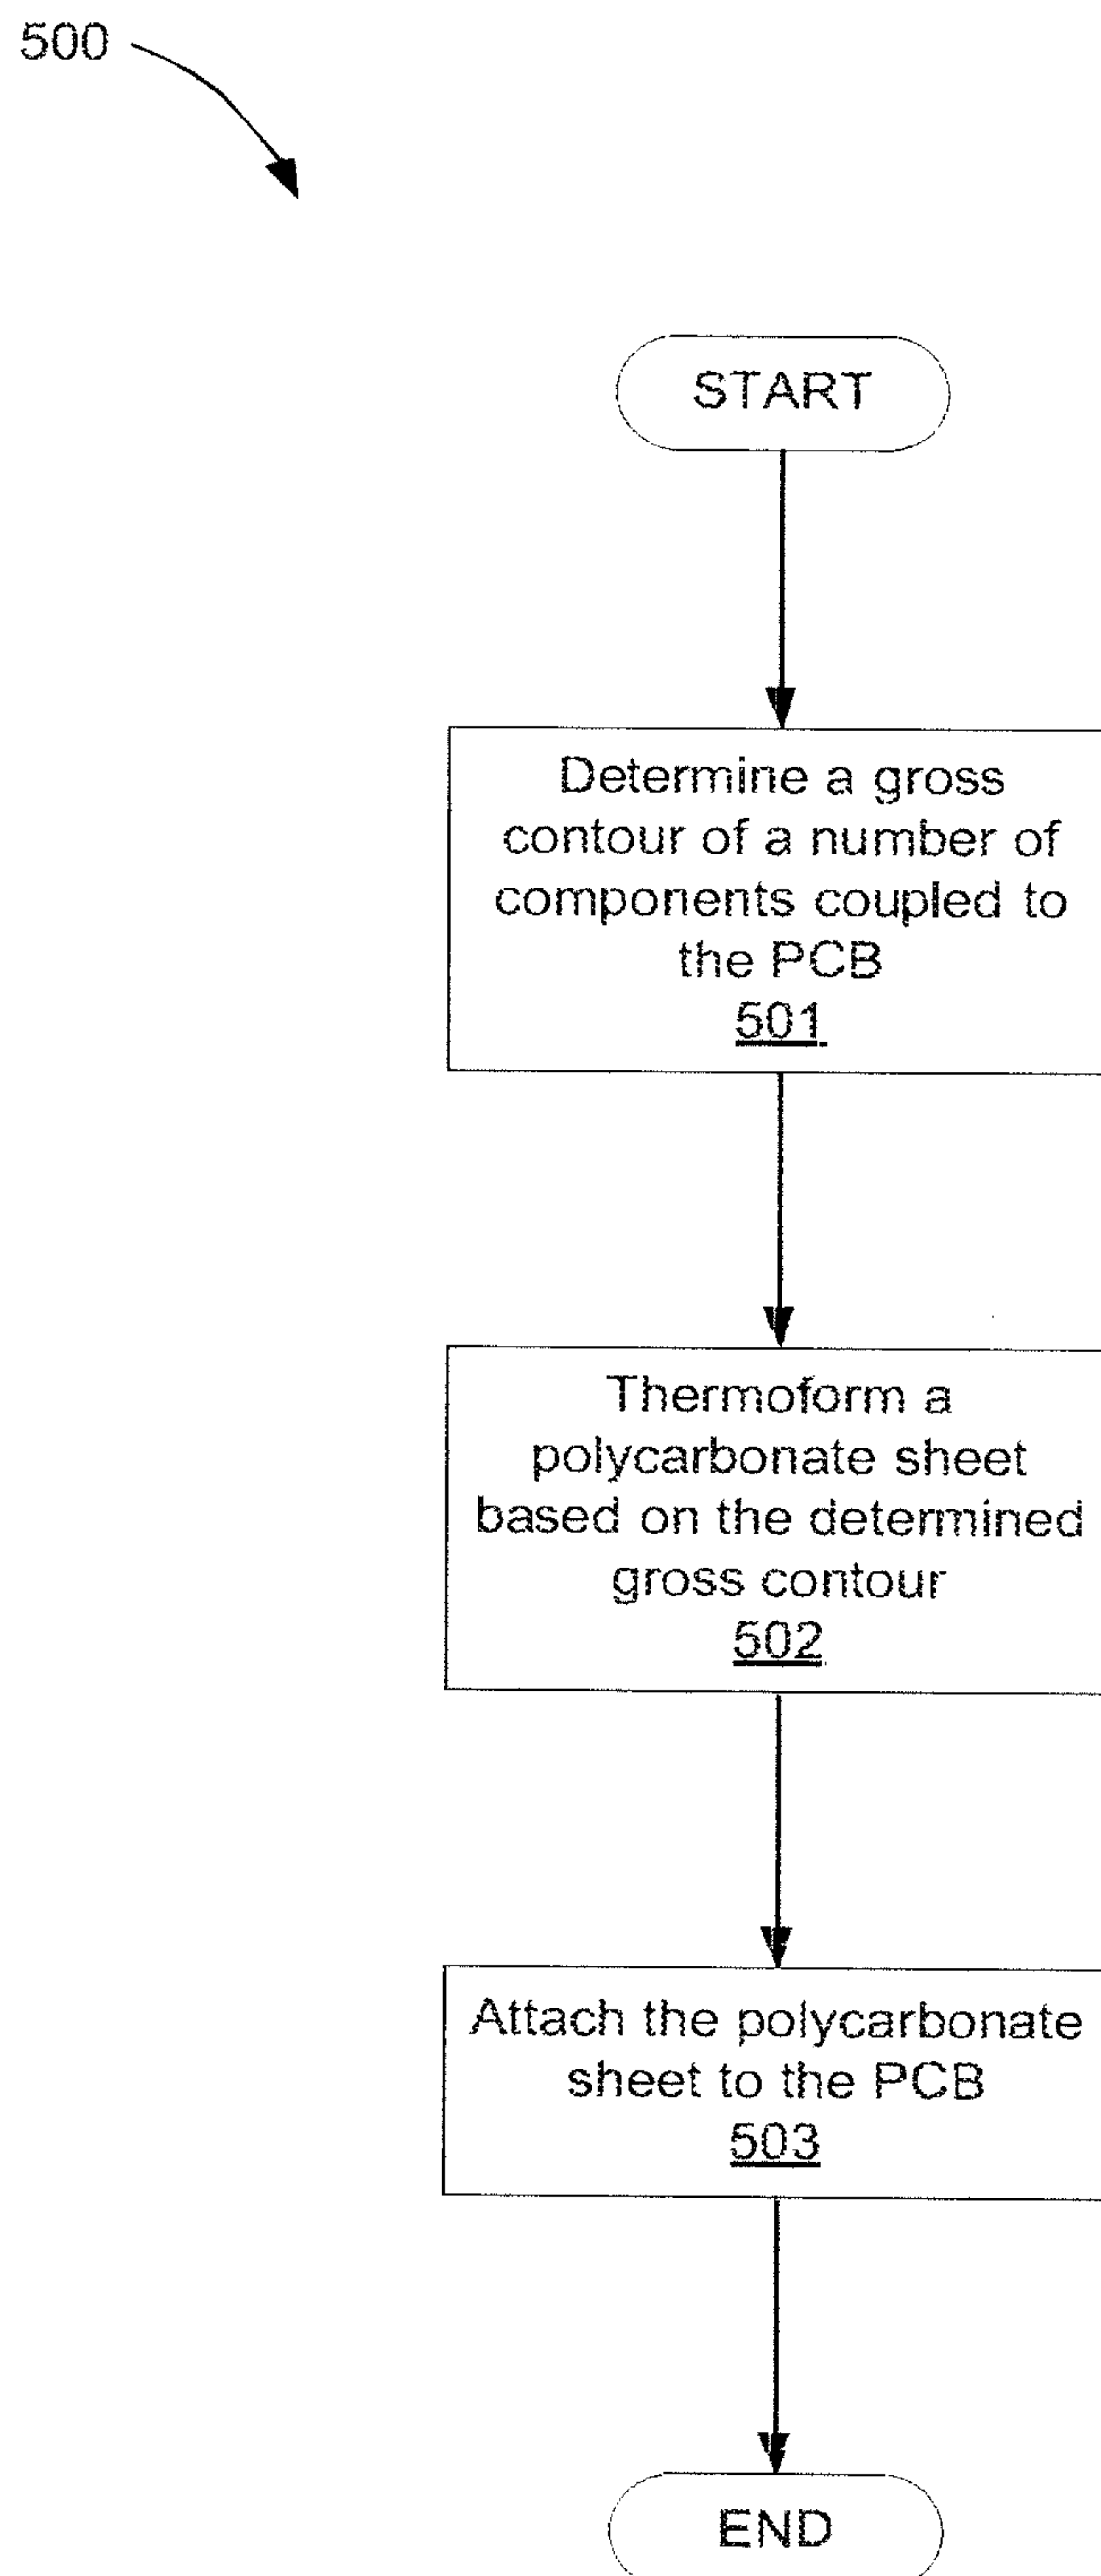 500
START
Determine a gross
contour of a number of
components coupled to
the PCB
501
Thermoform a
polycarbonate sheet
based on the determined
gross contour
502
Attach the polycarbonate
sheet to the PCB
503
END